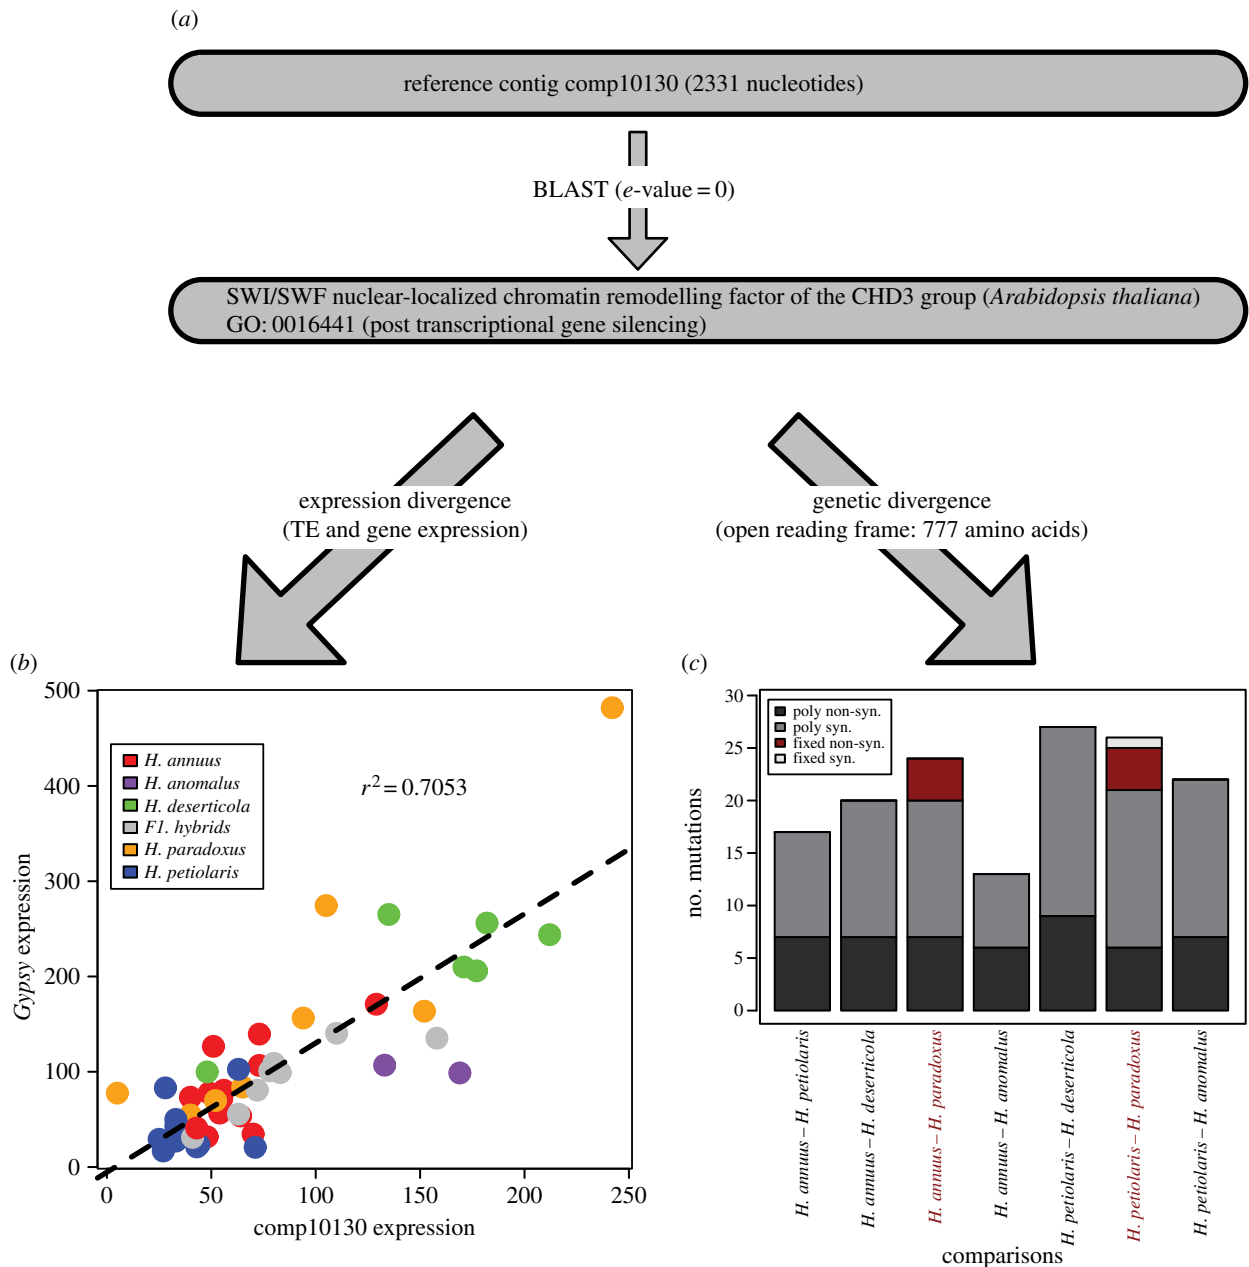 (a)
reference contig comp10130 (2331 nucleotides)
BLAST (e-value = 0)
SWI/SWF nuclear-localized chromatin remodelling factor of the CHD3 group (Arabidopsis thaliana)
GO: 0016441 (post transcriptional gene silencing)
expression divergence
(TE and gene expression)
genetic divergence
(open reading frame: 777 amino acids)
(b)
500
400
300
200
100
0
Gypsy expression
H. annuus
H. anomalus
H. deserticola
F1. hybrids
H. paradoxus
H. petiolaris
r² = 0.7053
0
50
100
150
200
250
comp10130 expression
(c)
30
25
20
15
10
5
0
no. mutations
poly non-syn.
poly syn.
fixed non-syn.
fixed syn.
H. annuus – H. petiolaris
H. annuus – H. deserticola
H. annuus – H. paradoxus
H. annuus – H. anomalus
H. petiolaris – H. deserticola
H. petiolaris – H. paradoxus
H. petiolaris – H. anomalus
comparisons